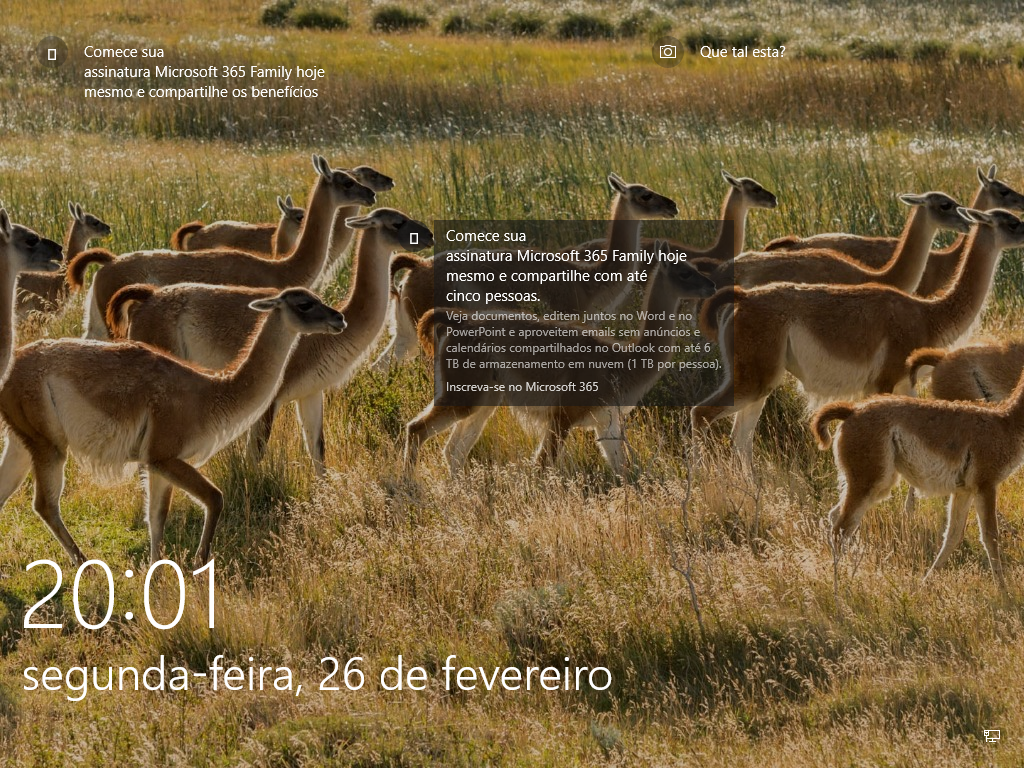 Comece sua
assinatura Microsoft 365 Family hoje
mesmo e compartilhe os benefícios
Que tal esta?
Comece sua
assinatura Microsoft 365 Family hoje
mesmo e compartilhe com até
cinco pessoas.
Veja documentos, editem juntos no Word e no
PowerPoint e aproveitem emails sem anúncios e
calendários compartilhados no Outlook com até 6
TB de armazenamento em nuvem (1 TB por pessoa).
Inscreva-se no Microsoft 365
20:01
segunda-feira, 26 de fevereiro